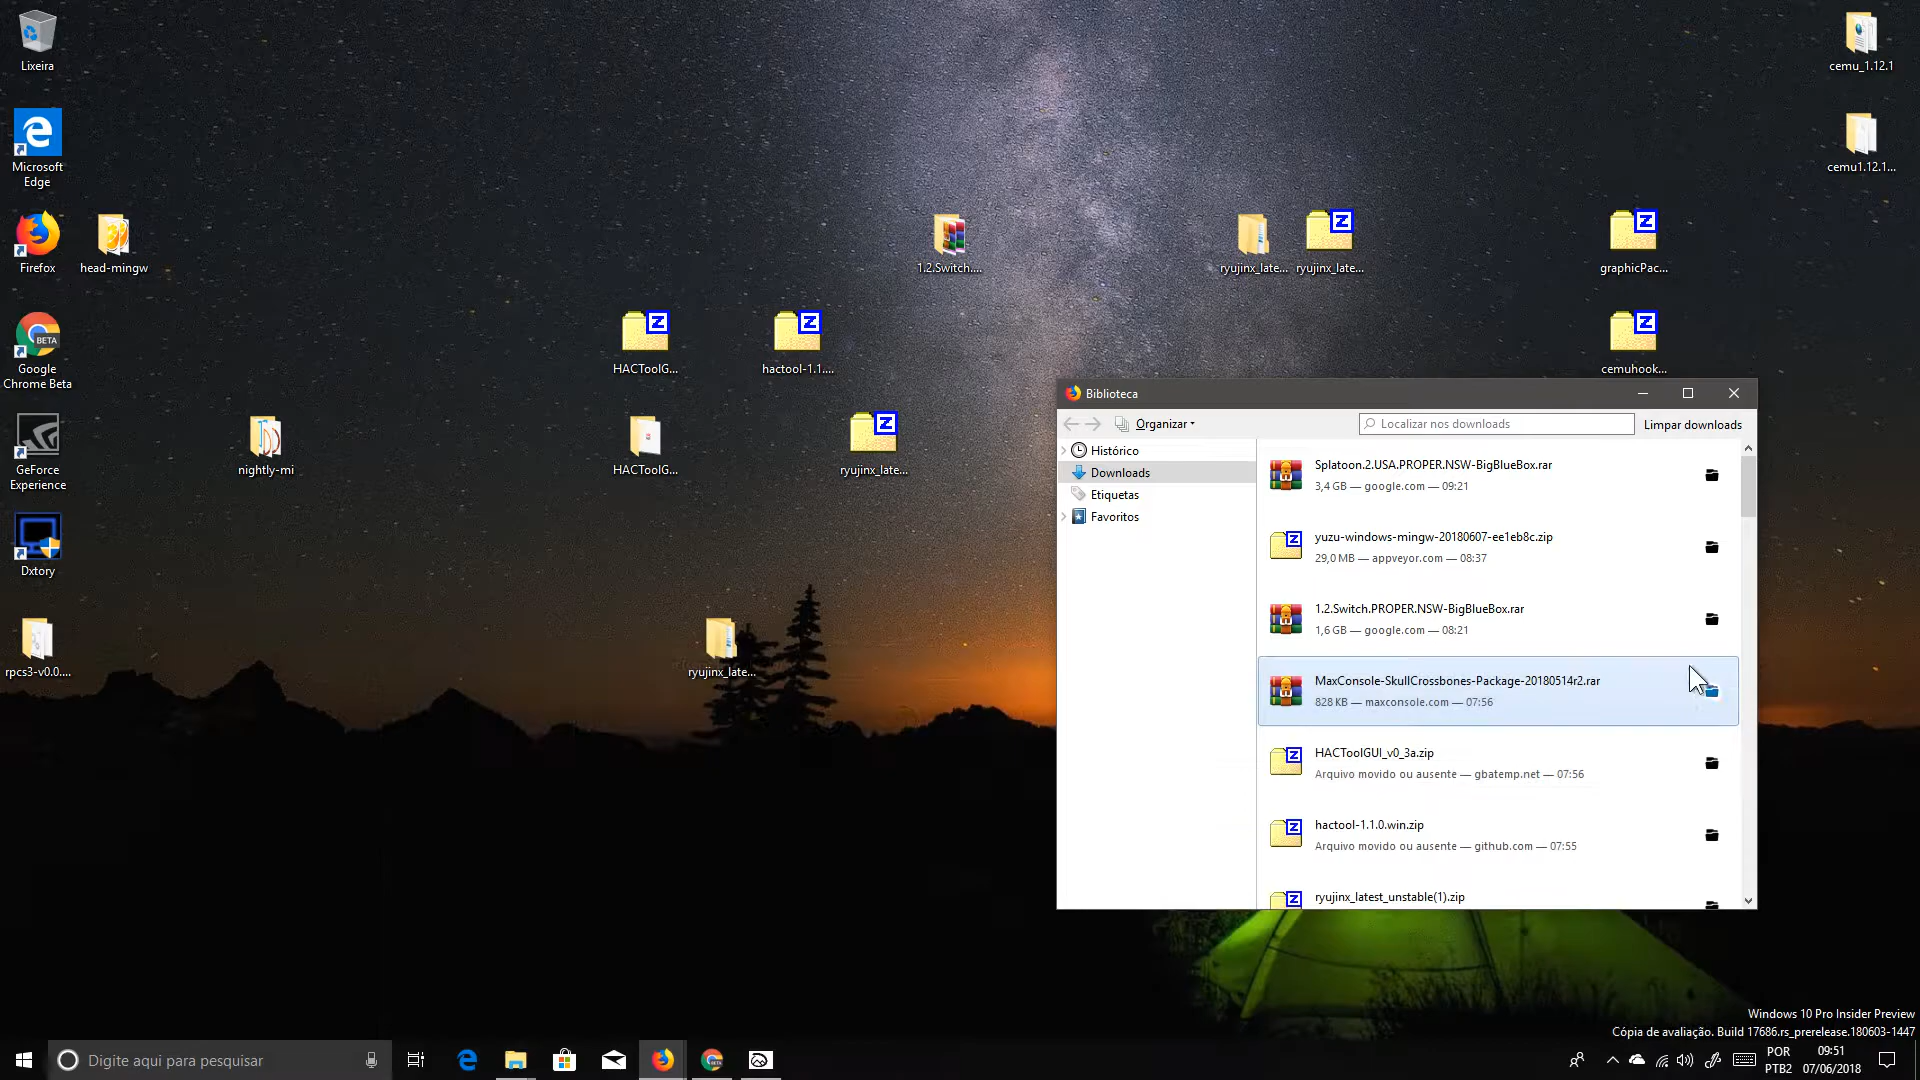 Lixeira
cemu_1.12.1
Microsoft
Edge
cemu1.12.1...
Firefox
head-mingw
1.2.Switch....
ryujinx_late...
ryujinx_late...
graphicPac...
BETA
Google
Chrome Beta
HACToolG...
hactool-1.1....
cemuhook...
GeForce
Experience
nightly-mi
HACToolG...
ryujinx_late...
Dxtory
rpcs3-v0.0....
ryujinx_late...
Biblioteca
Organizar
Localizar nos downloads
Limpar downloads
Histórico
Downloads
Etiquetas
Favoritos
Splatoon.2.USA.PROPER.NSW-BigBlueBox.rar
3,4 GB — google.com — 09:21
yuzu-windows-mingw-20180607-ee1eb8c.zip
29,0 MB — appveyor.com — 08:37
1.2.Switch.PROPER.NSW-BigBlueBox.rar
1,6 GB — google.com — 08:21
MaxConsole-SkullCrossbones-Package-20180514r2.rar
828 KB — maxconsole.com — 07:56
HACToolGUI_v0_3a.zip
Arquivo movido ou ausente — gbatemp.net — 07:56
hactool-1.1.0.win.zip
Arquivo movido ou ausente — github.com — 07:55
ryujinx_latest_unstable(1).zip
Windows 10 Pro Insider Preview
Cópia de avaliação. Build 17686.rs_prerelease.180603-1447
Digite aqui para pesquisar
POR
PTB2
09:51
07/06/2018